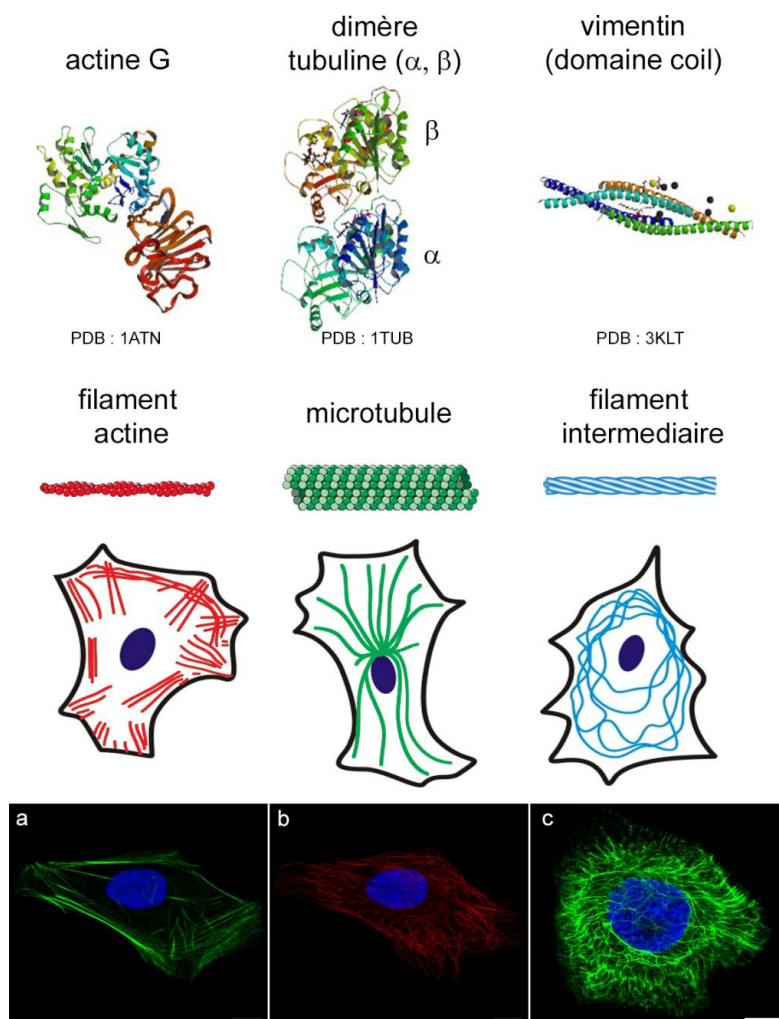 actine G
dimère
tubuline (α, β)
vimentin
(domaine coil)
β
α
PDB : 1ATN
PDB : 1TUB
PDB : 3KLT
filament
actine
microtubule
filament
intermediaire
a
b
c